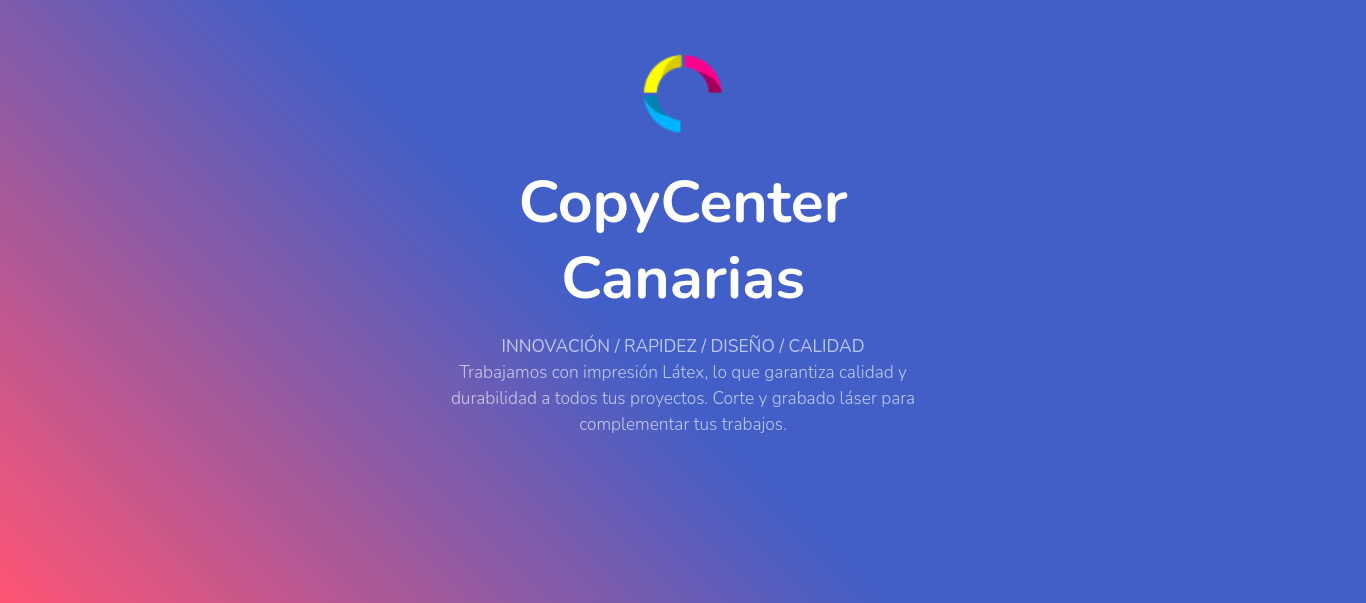 CopyCenter
Canarias
INNOVACIÓN / RAPIDEZ / DISEÑO / CALIDAD
Trabajamos con impresión Látex, lo que garantiza calidad y
durabilidad a todos tus proyectos. Corte y grabado láser para
complementar tus trabajos.